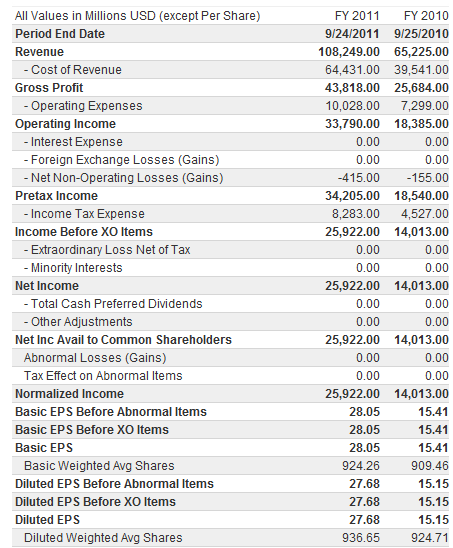 All Values in Millions USD (except Per Share) FY 2011 FY 2010
Period End Date 9/24/2011 9/25/2010
Revenue 108,249.00 65,225.00
- Cost of Revenue 64,431.00 39,541.00
Gross Profit 43,818.00 25,684.00
- Operating Expenses 10,028.00 7,299.00
Operating Income 33,790.00 18,385.00
- Interest Expense 0.00 0.00
- Foreign Exchange Losses (Gains) 0.00 0.00
- Net Non-Operating Losses (Gains) -415.00 -155.00
Pretax Income 34,205.00 18,540.00
- Income Tax Expense 8,283.00 4,527.00
Income Before XO Items 25,922.00 14,013.00
- Extraordinary Loss Net of Tax 0.00 0.00
- Minority Interests 0.00 0.00
Net Income 25,922.00 14,013.00
- Total Cash Preferred Dividends 0.00 0.00
- Other Adjustments 0.00 0.00
Net Inc Avail to Common Shareholders 25,922.00 14,013.00
Abnormal Losses (Gains) 0.00 0.00
Tax Effect on Abnormal Items 0.00 0.00
Normalized Income 25,922.00 14,013.00
Basic EPS Before Abnormal Items 28.05 15.41
Basic EPS Before XO Items 28.05 15.41
Basic EPS 28.05 15.41
Basic Weighted Avg Shares 924.26 909.46
Diluted EPS Before Abnormal Items 27.68 15.15
Diluted EPS Before XO Items 27.68 15.15
Diluted EPS 27.68 15.15
Diluted Weighted Avg Shares 936.65 924.71